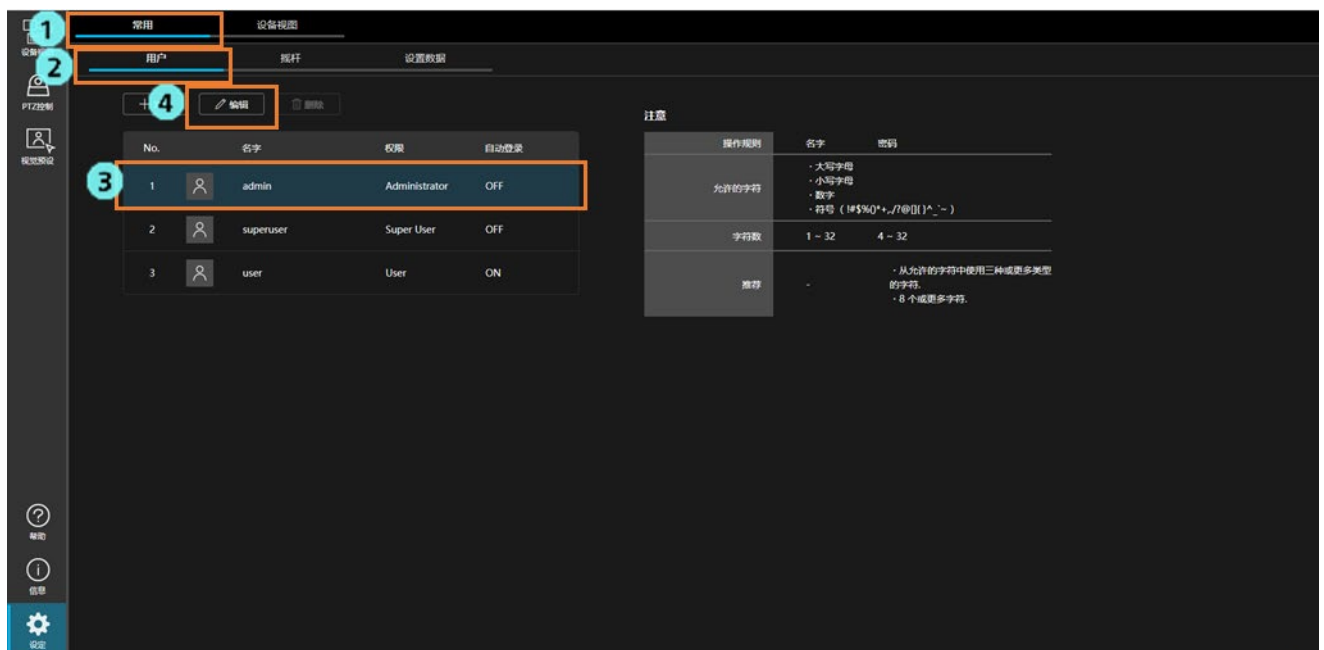 1
常用
设备视图
2
用户
摇杆
设置数据
PTZ控制
视觉预设
+
4
编辑
删除
No.
名字
权限
自动登录
3
1
admin
Administrator
OFF
2
superuser
Super User
OFF
3
user
User
ON
注意
操作规则
名字
密码
允许的字符
· 大写字母
· 小写字母
· 数字
字符数
1 ~ 32
4 ~ 32
推荐
-
· 从允许的字符中使用三种或更多类型
的字符.
· 8 个或更多字符.
帮助
信息
设定